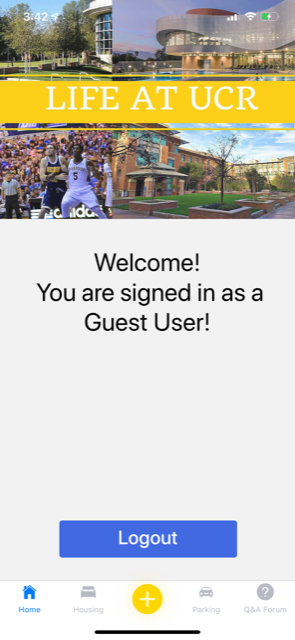 3:42
LIFE AT UCR
5
adidas
Welcome!
You are signed in as a
Guest User!
Logout
Home
Housing
Parking
Q&A Forum